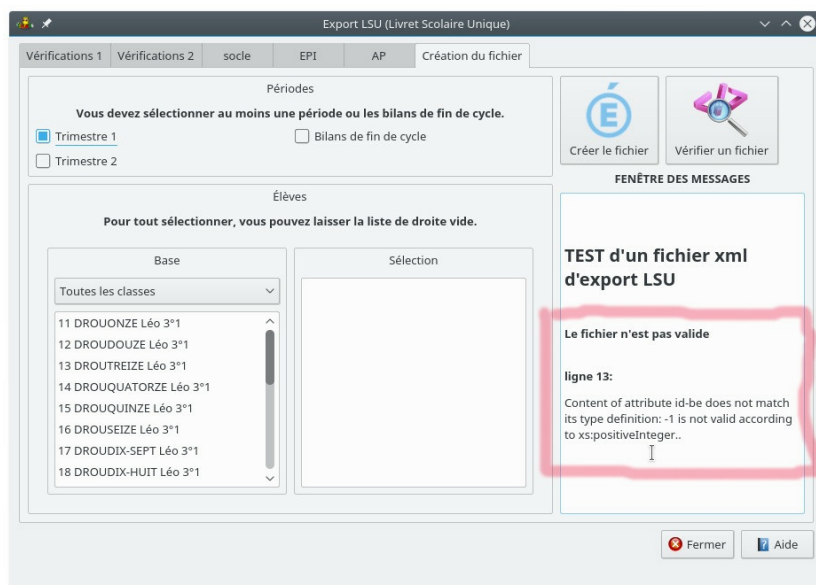 Export LSU (Livret Scolaire Unique)
Vérifications 1
Vérifications 2
socle
EPI
AP
Création du fichier
Périodes
Vous devez sélectionner au moins une période ou les bilans de fin de cycle.
Trimestre 1
Bilans de fin de cycle
Trimestre 2
Élèves
Pour tout sélectionner, vous pouvez laisser la liste de droite vide.
Base
Toutes les classes
11 DROUONZE Léo 3°1
12 DROUDOUZE Léo 3°1
13 DROUTREIZE Léo 3°1
14 DROUQUATORZE Léo 3°1
15 DROUQUINZE Léo 3°1
16 DROUSEIZE Léo 3°1
17 DROUDIX-SEPT Léo 3°1
18 DROUDIX-HUIT Léo 3°1
Sélection
É
Créer le fichier
Vérifier un fichier
FENÊTRE DES MESSAGES
TEST d'un fichier xml
d'export LSU
Le fichier n'est pas valide
ligne 13:
Content of attribute id-be does not match
its type definition: -1 is not valid according
to xs:positiveInteger..
Fermer
Aide